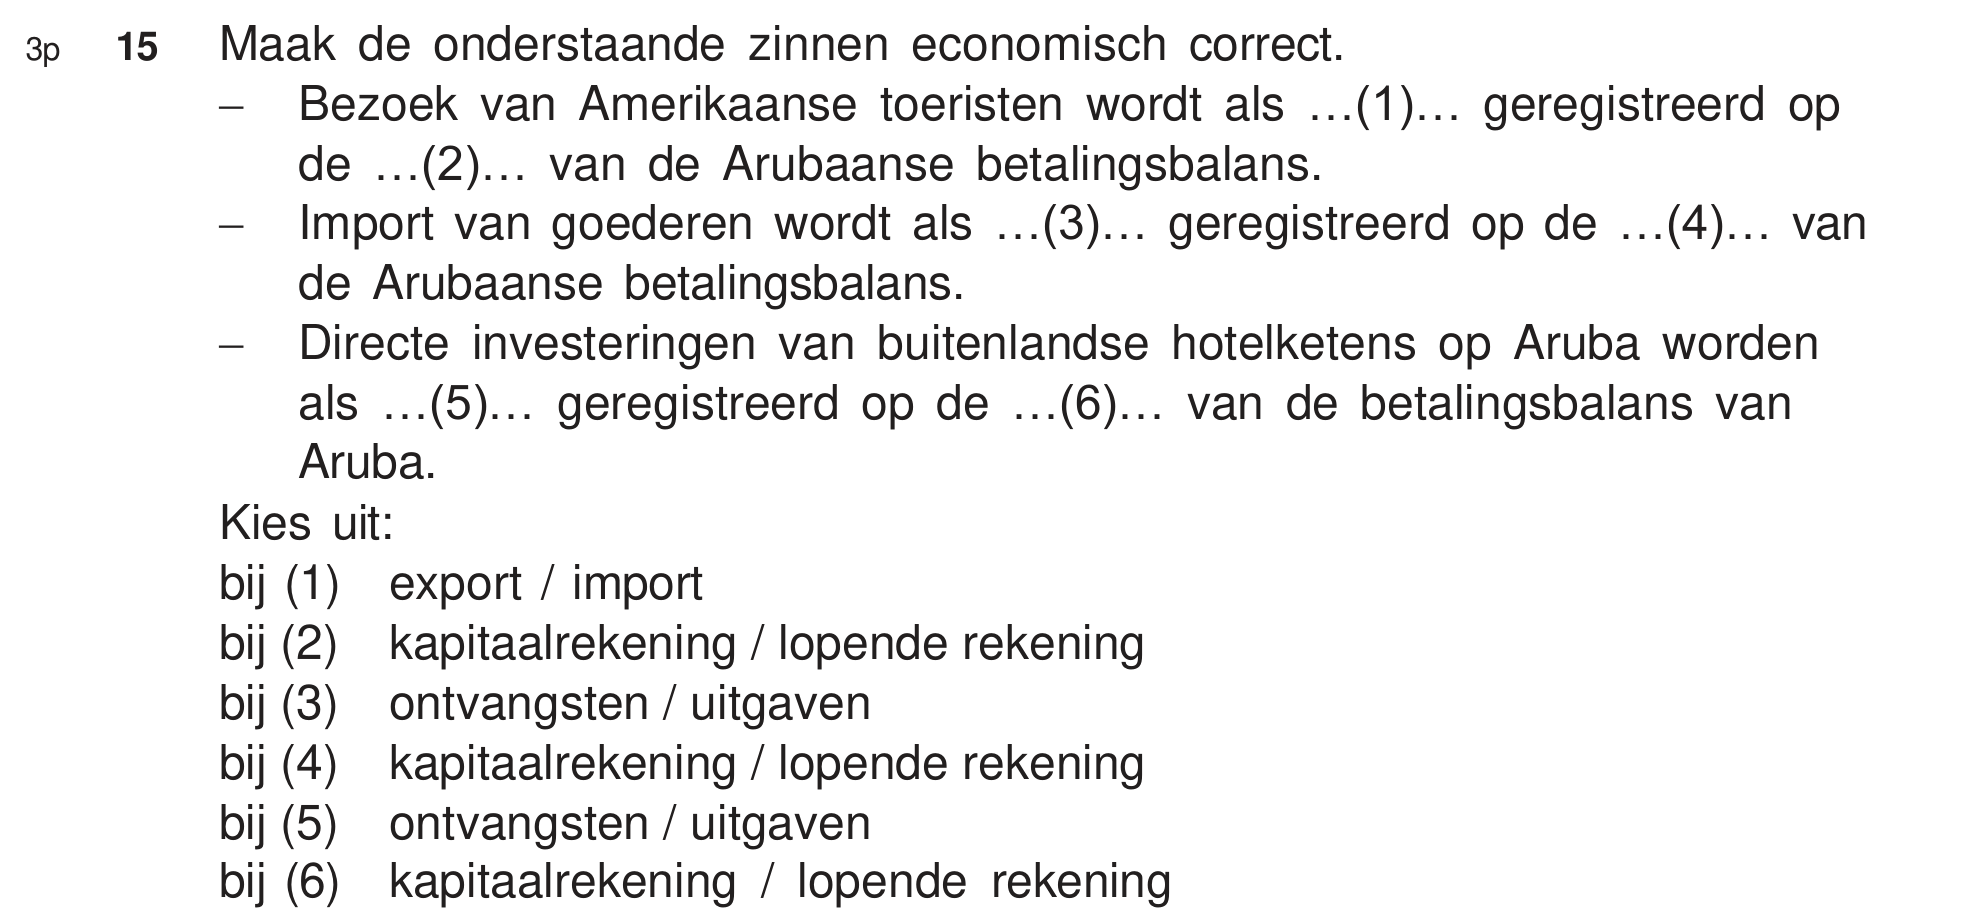 3p 15 Maak de onderstaande zinnen economisch correct.
– Bezoek van Amerikaanse toeristen wordt als …(1)… geregistreerd op
de …(2)… van de Arubaanse betalingsbalans.
– Import van goederen wordt als …(3)… geregistreerd op de …(4)… van
de Arubaanse betalingsbalans.
– Directe investeringen van buitenlandse hotelketens op Aruba worden
als …(5)… geregistreerd op de …(6)… van de betalingsbalans van
Aruba.
Kies uit:
bij (1) export / import
bij (2) kapitaalrekening / lopende rekening
bij (3) ontvangsten / uitgaven
bij (4) kapitaalrekening / lopende rekening
bij (5) ontvangsten / uitgaven
bij (6) kapitaalrekening / lopende rekening